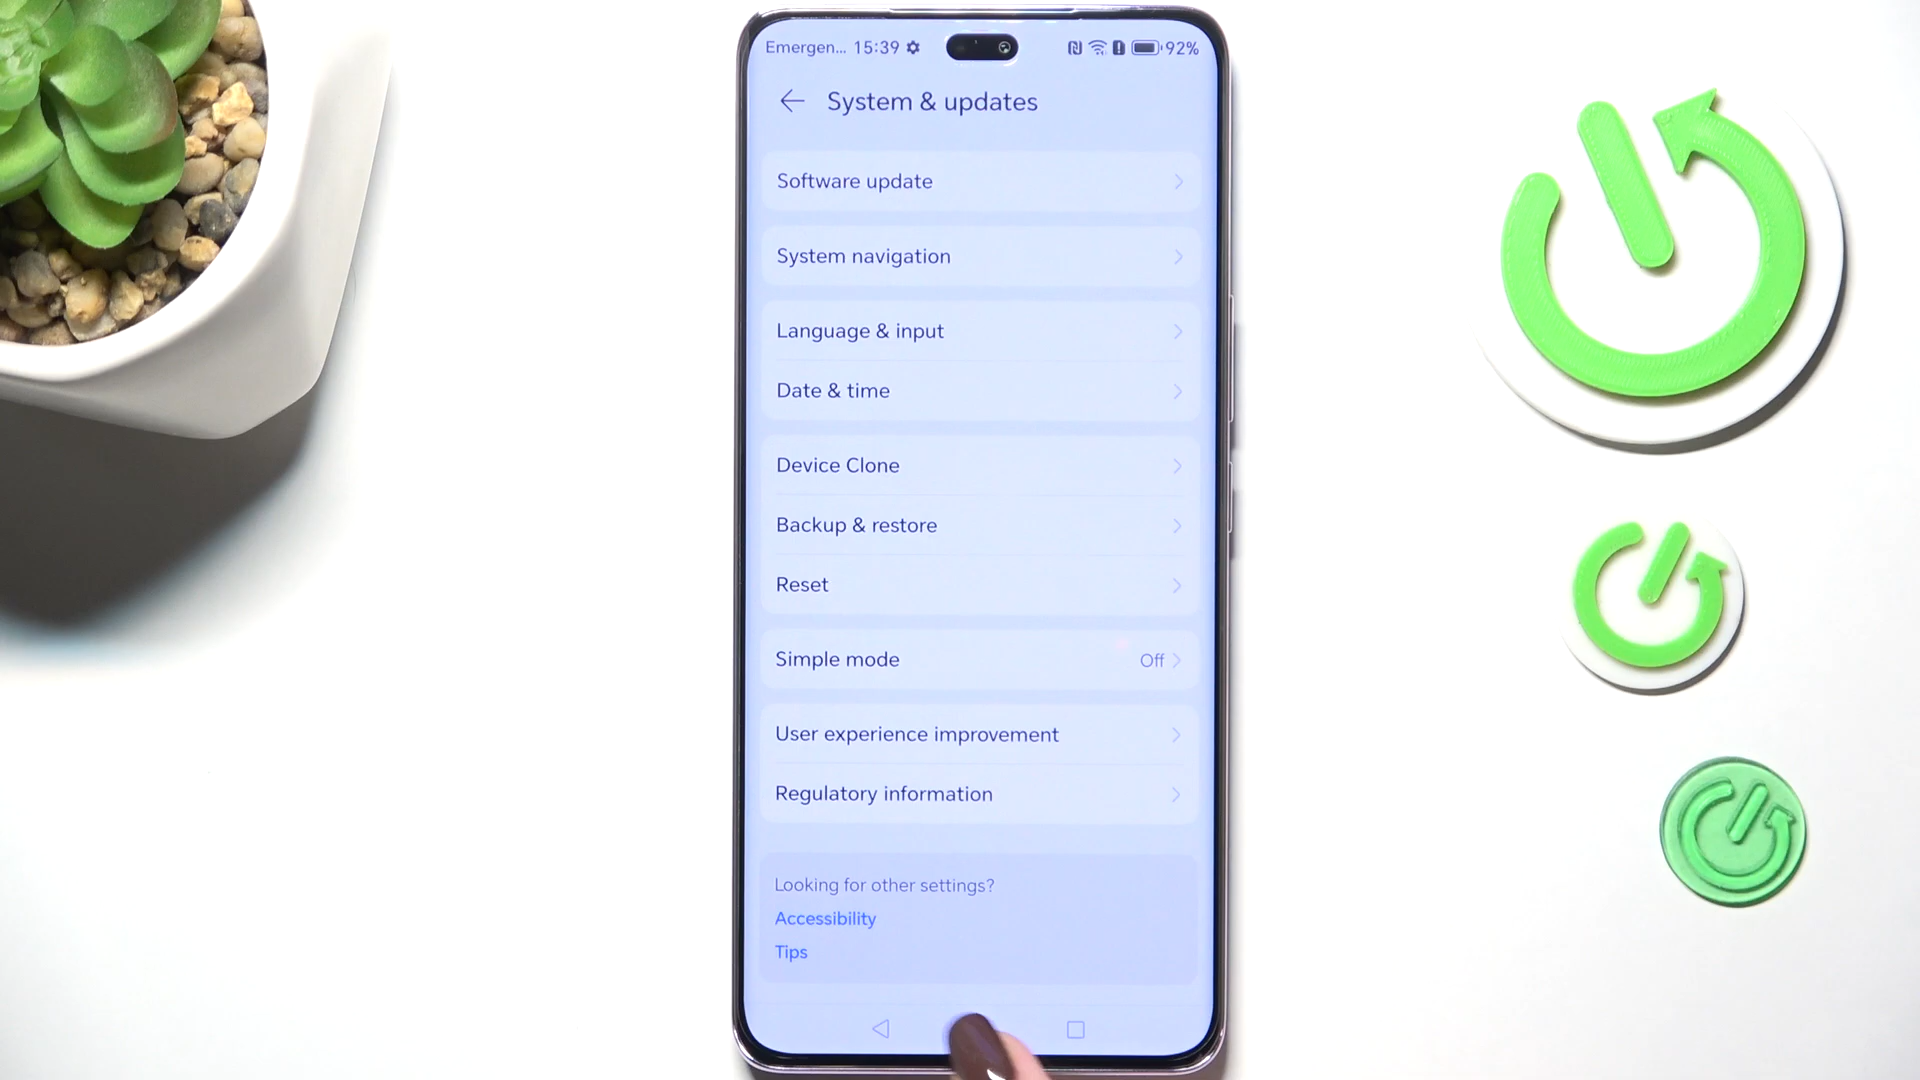 Emergen... 15:39 92%
System & updates
Software update
System navigation
Language & input
Date & time
Device Clone
Backup & restore
Reset
Simple mode Off
User experience improvement
Regulatory information
Looking for other settings?
Accessibility
Tips